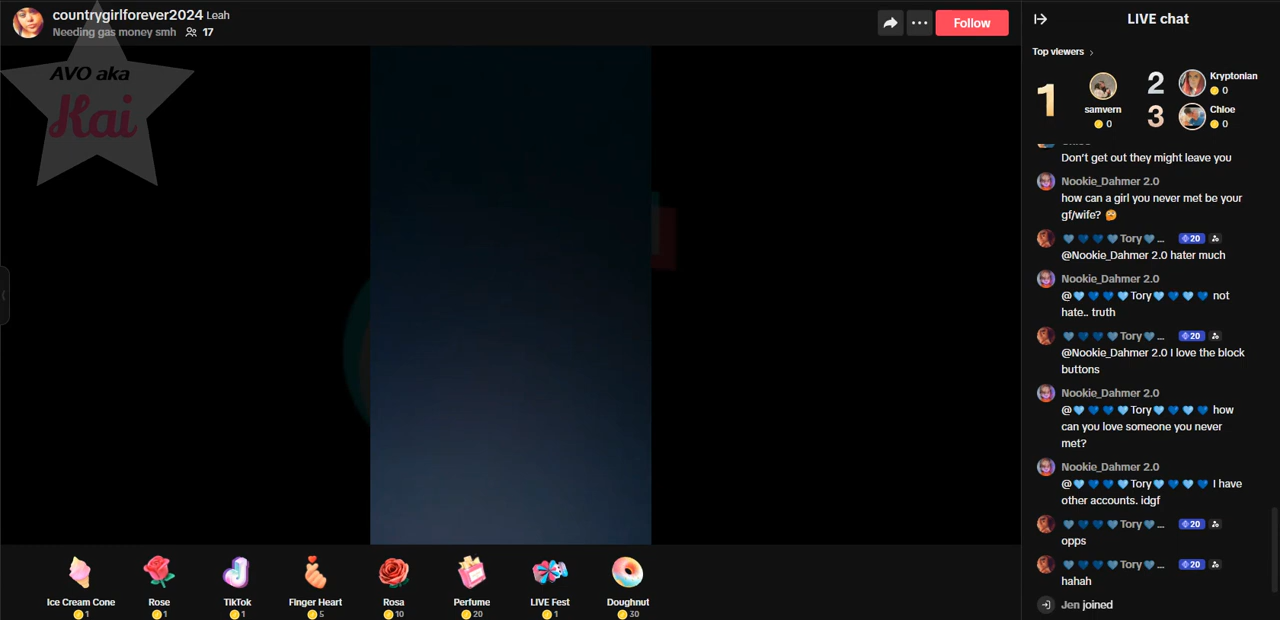 countrygirlforever2024 Leah
Needing gas money smh 17
Follow
AVO aka
Kai
LIVE chat
Top viewers >
1
samvern
0
2
Kryptonian
0
3
Chloe
0
Don't get out they might leave you
Nookie_Dahmer 2.0
how can a girl you never met be your
gf/wife? 🤔
🩵💙💙🩵Tory🩵... 20
@Nookie_Dahmer 2.0 hater much
Nookie_Dahmer 2.0
@🩵💙💙🩵Tory🩵💙🩵💙 not
hate.. truth
🩵💙💙🩵Tory🩵... 20
@Nookie_Dahmer 2.0 I love the block
buttons
Nookie_Dahmer 2.0
@🩵💙💙🩵Tory🩵💙🩵💙 how
can you love someone you never
met?
Nookie_Dahmer 2.0
@🩵💙💙🩵Tory🩵💙🩵💙 I have
other accounts. idgf
🩵💙💙🩵Tory🩵... 20
opps
🩵💙💙🩵Tory🩵... 20
hahah
Jen joined
Ice Cream Cone
1
Rose
1
TikTok
1
Finger Heart
5
Rosa
10
Perfume
20
LIVE Fest
1
Doughnut
30